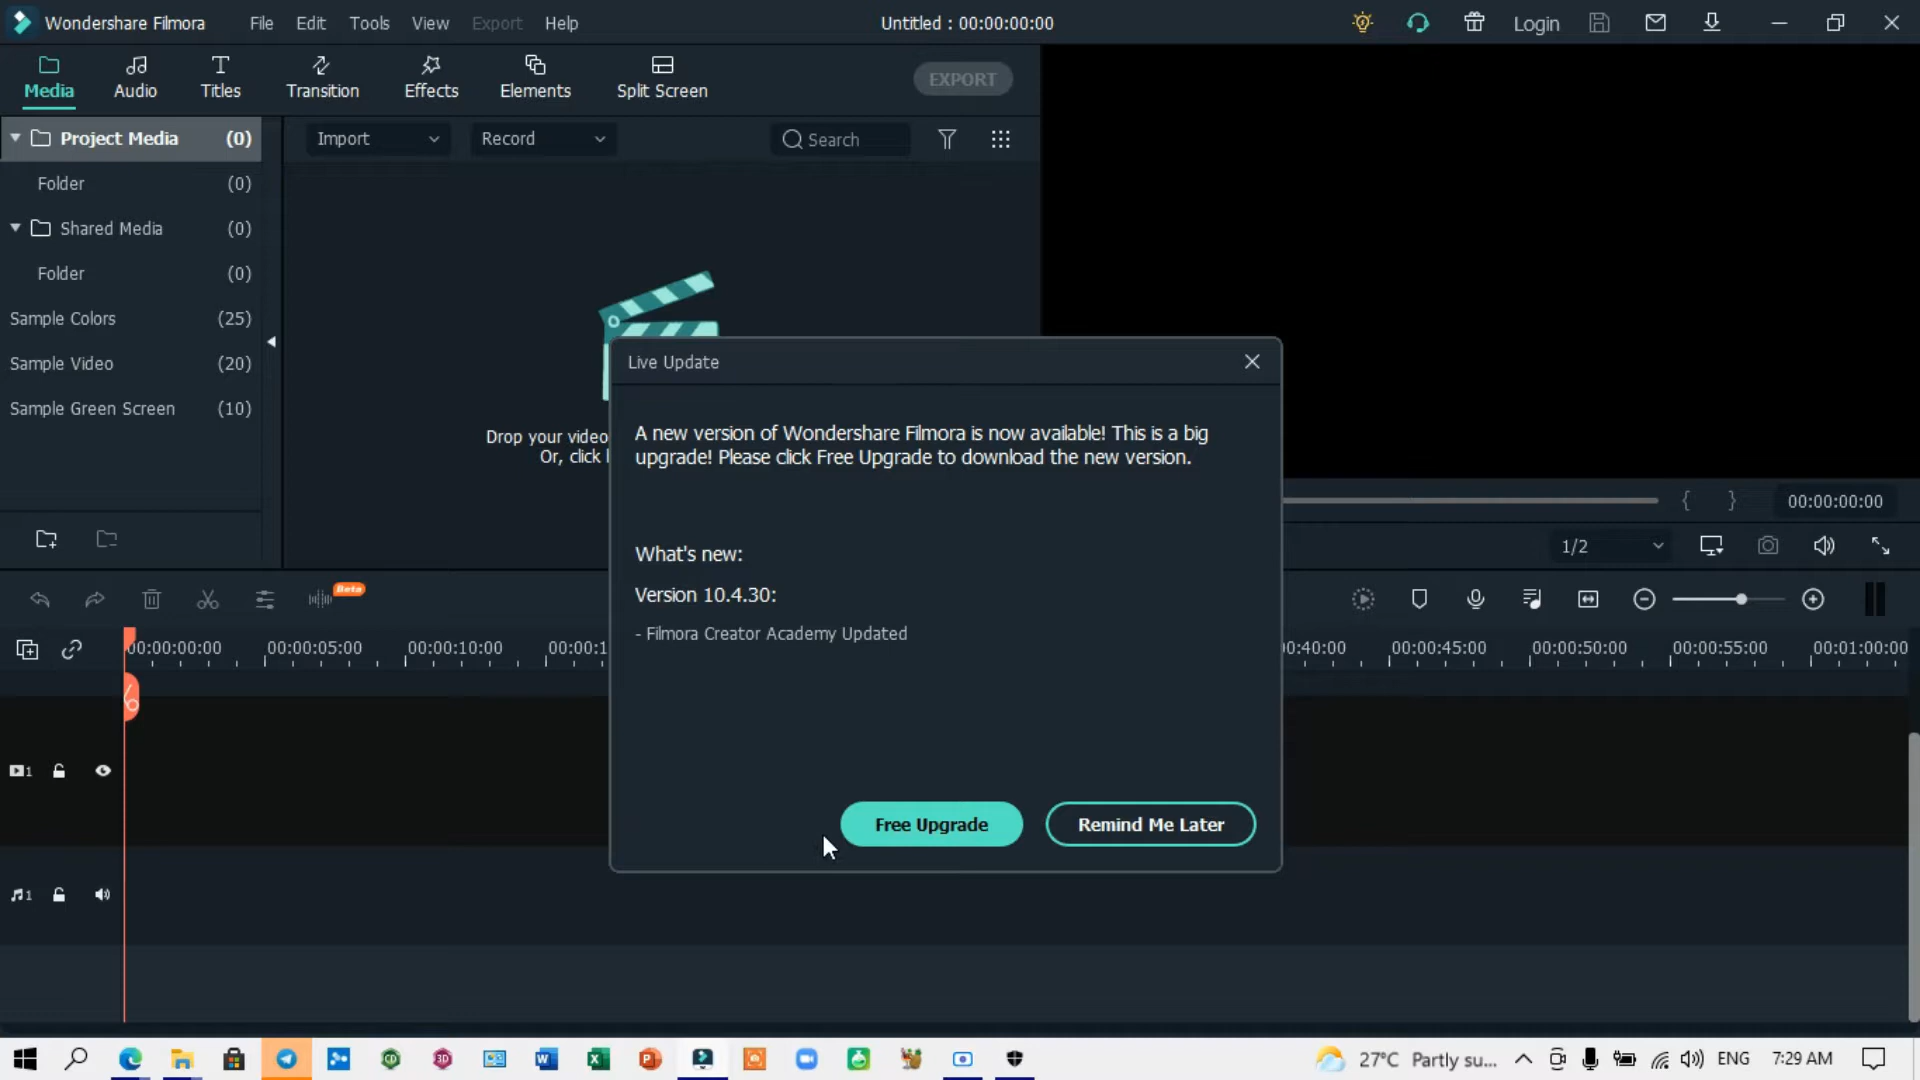 Wondershare Filmora File Edit Tools View Export Help Untitled : 00:00:00:00 Login
Media Audio Titles Transition Effects Elements Split Screen EXPORT
Project Media (0) Import Record Search
Folder (0)
Shared Media (0)
Folder (0)
Sample Colors (25)
Sample Video (20)
Sample Green Screen (10)
Drop your video
Or, click
Live Update
A new version of Wondershare Filmora is now available! This is a big
upgrade! Please click Free Upgrade to download the new version.
What's new:
Version 10.4.30:
- Filmora Creator Academy Updated
Free Upgrade Remind Me Later
{ } 00:00:00:00
1/2
Beta
00:00:00:00 00:00:05:00 00:00:10:00 00:00:1 0:40:00 00:00:45:00 00:00:50:00 00:00:55:00 00:01:00:00
1
1
27°C Partly su... ENG 7:29 AM